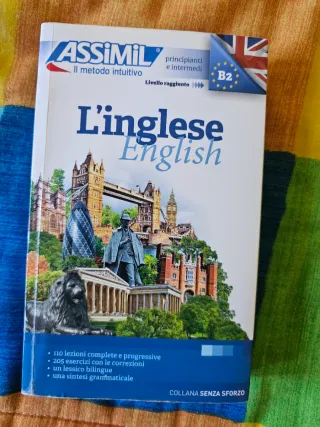 ASSiMiL
Il metodo intuitivo
principianti
e intermedi
Livello raggiunto
B2
L'inglese
English
• 110 lezioni complete e progressive
• 205 esercizi con le correzioni
• un lessico bilingue
• una sintesi grammaticale
COLLANA SENZA SFORZO